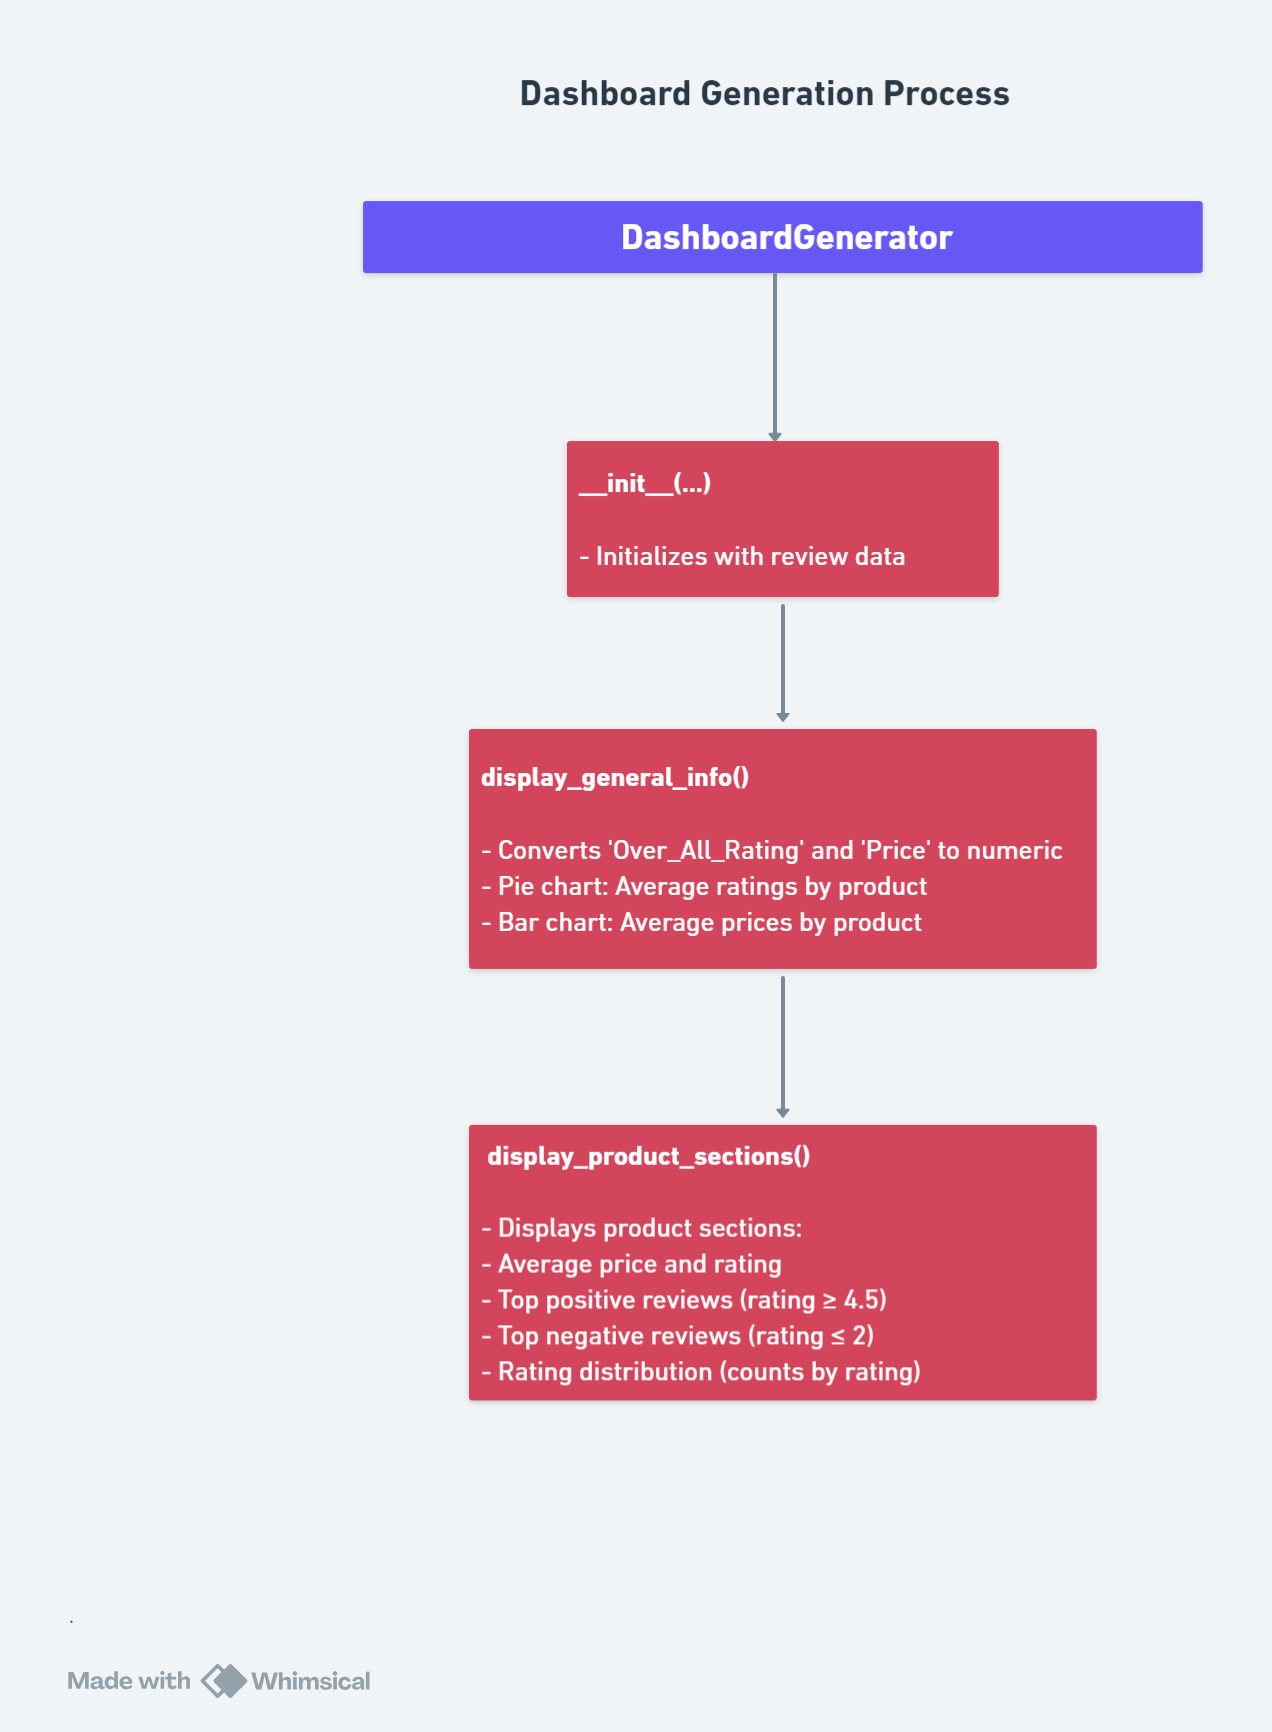 Dashboard Generation Process
DashboardGenerator
__init__(...)
- Initializes with review data
display_general_info()
- Converts 'Over_All_Rating' and 'Price' to numeric
- Pie chart: Average ratings by product
- Bar chart: Average prices by product
display_product_sections()
- Displays product sections:
- Average price and rating
- Top positive reviews (rating ≥ 4.5)
- Top negative reviews (rating ≤ 2)
- Rating distribution (counts by rating)
.
Made with Whimsical